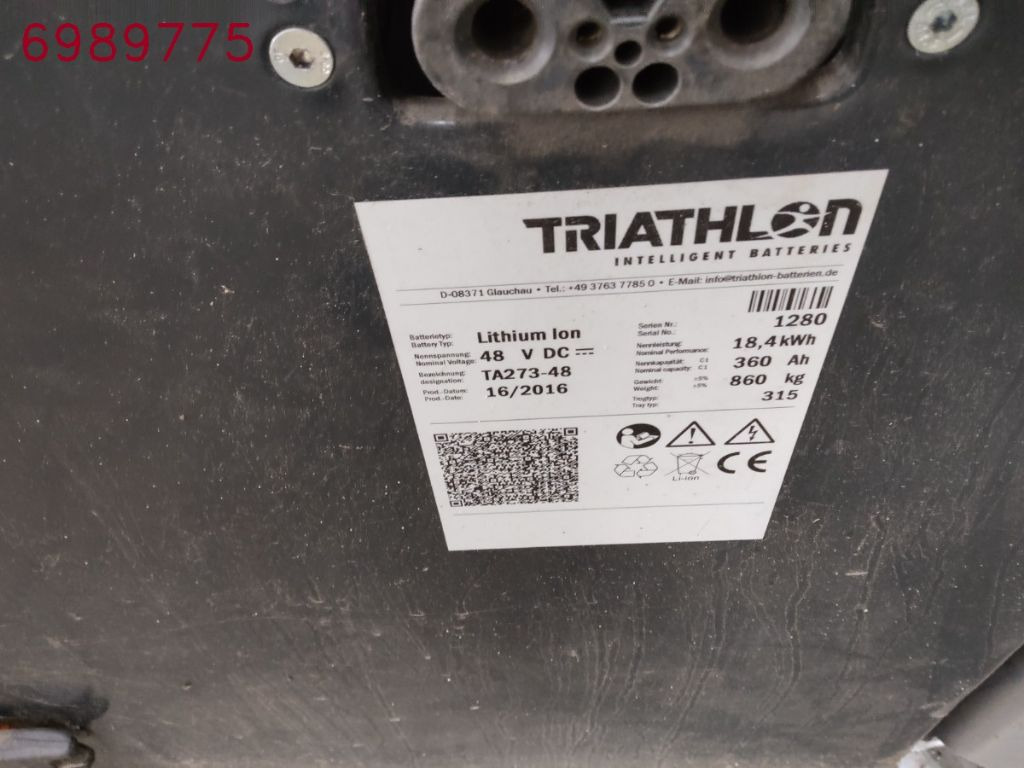 6989775
TRIATHLON
INTELLIGENT BATTERIES
D-08371 Glauchau • Tel.: +49 3763 7785 0 • E-Mail: info@triathlon-batterien.de
Batterietyp:
Battery Typ:
Lithium Ion
Nennspannung:
Nominal Voltage:
48 V DC
Bezeichnung:
designation:
TA273-48
Prod.-Datum:
Prod.-Date:
16/2016
Serien Nr.:
Serial No.:
1280
Nennleistung:
Nominal Performance:
18,4 kWh
Nennkapazität: C1
Nominal capacity: C1
360 Ah
Gewicht: ±5%
Weight: ±5%
860 kg
Trogtyp:
Tray typ:
315
Li-Ion
CE